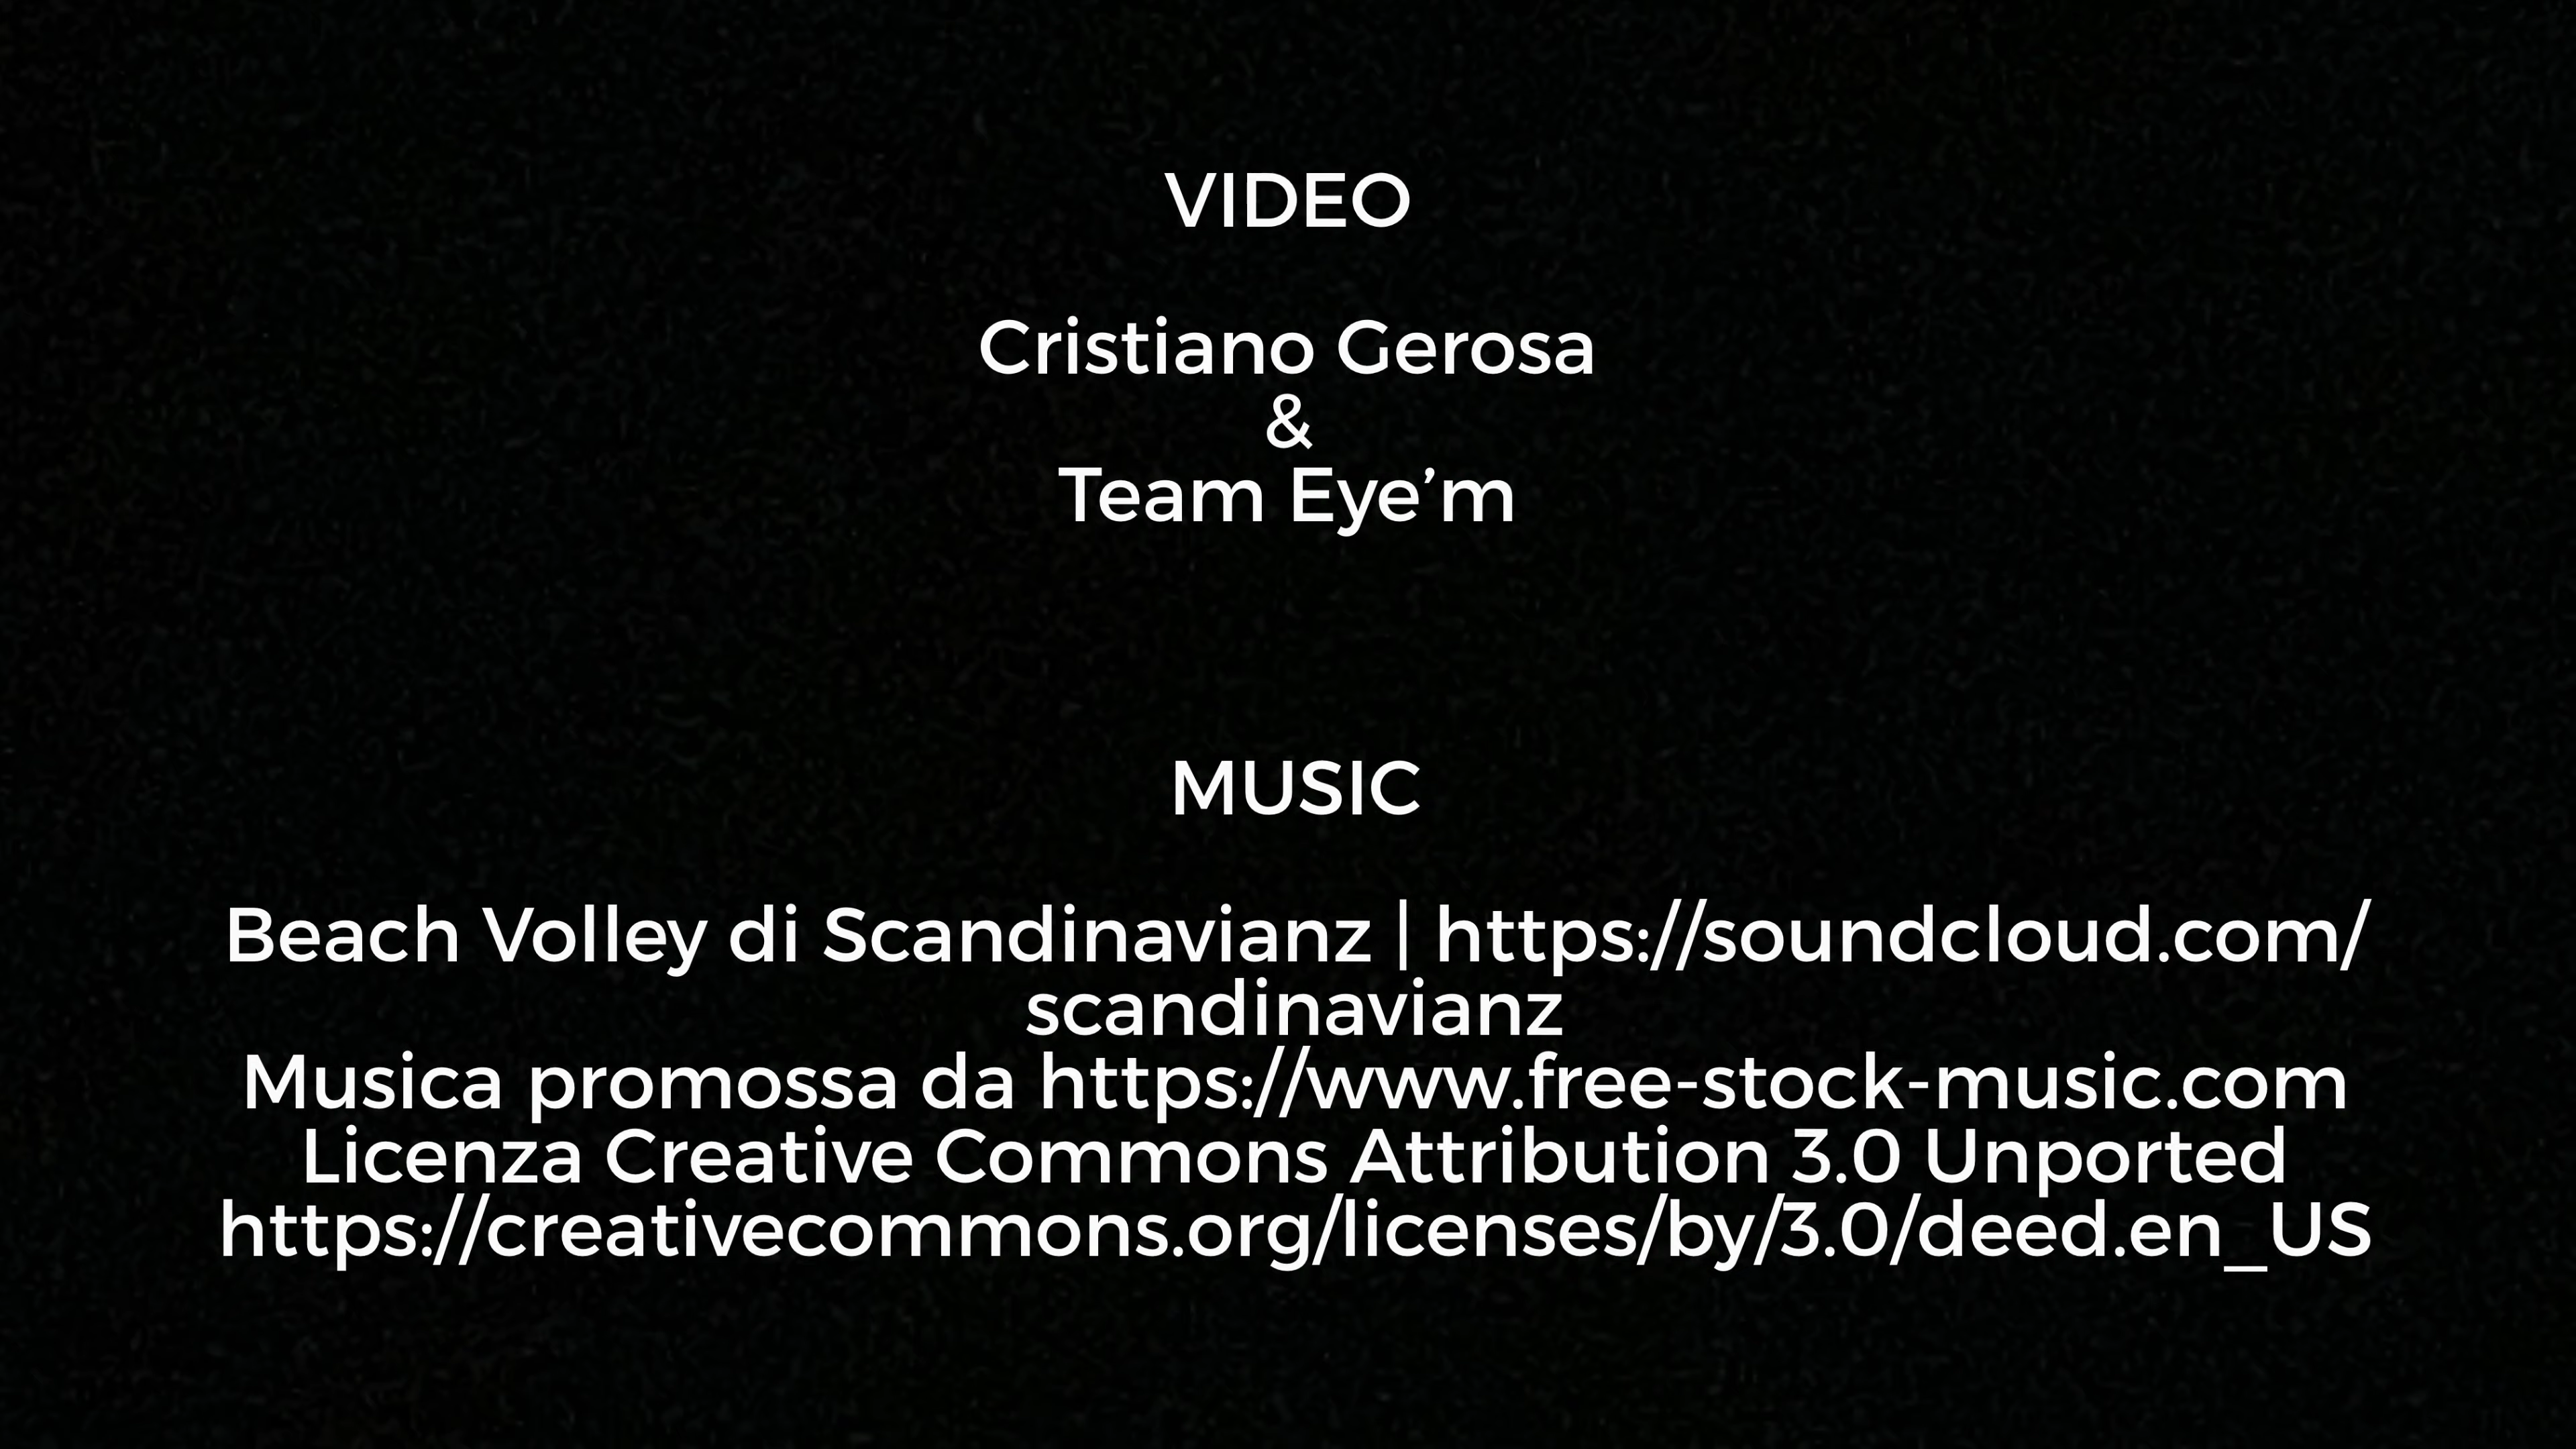 VIDEO
Cristiano Gerosa
&
Team Eye’m
MUSIC
Beach Volley di Scandinavianz | https://soundcloud.com/
scandinavianz
Musica promossa da https://www.free-stock-music.com
Licenza Creative Commons Attribution 3.0 Unported
https://creativecommons.org/licenses/by/3.0/deed.en_US